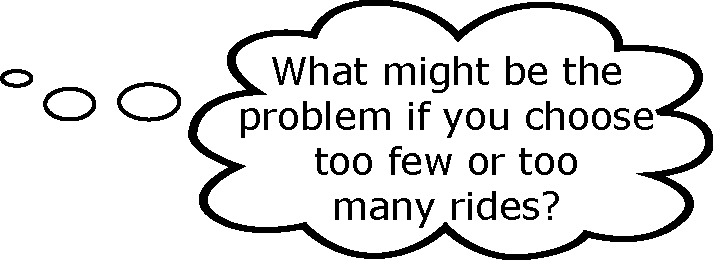 What might be the
problem if you choose
too few or too
many rides?